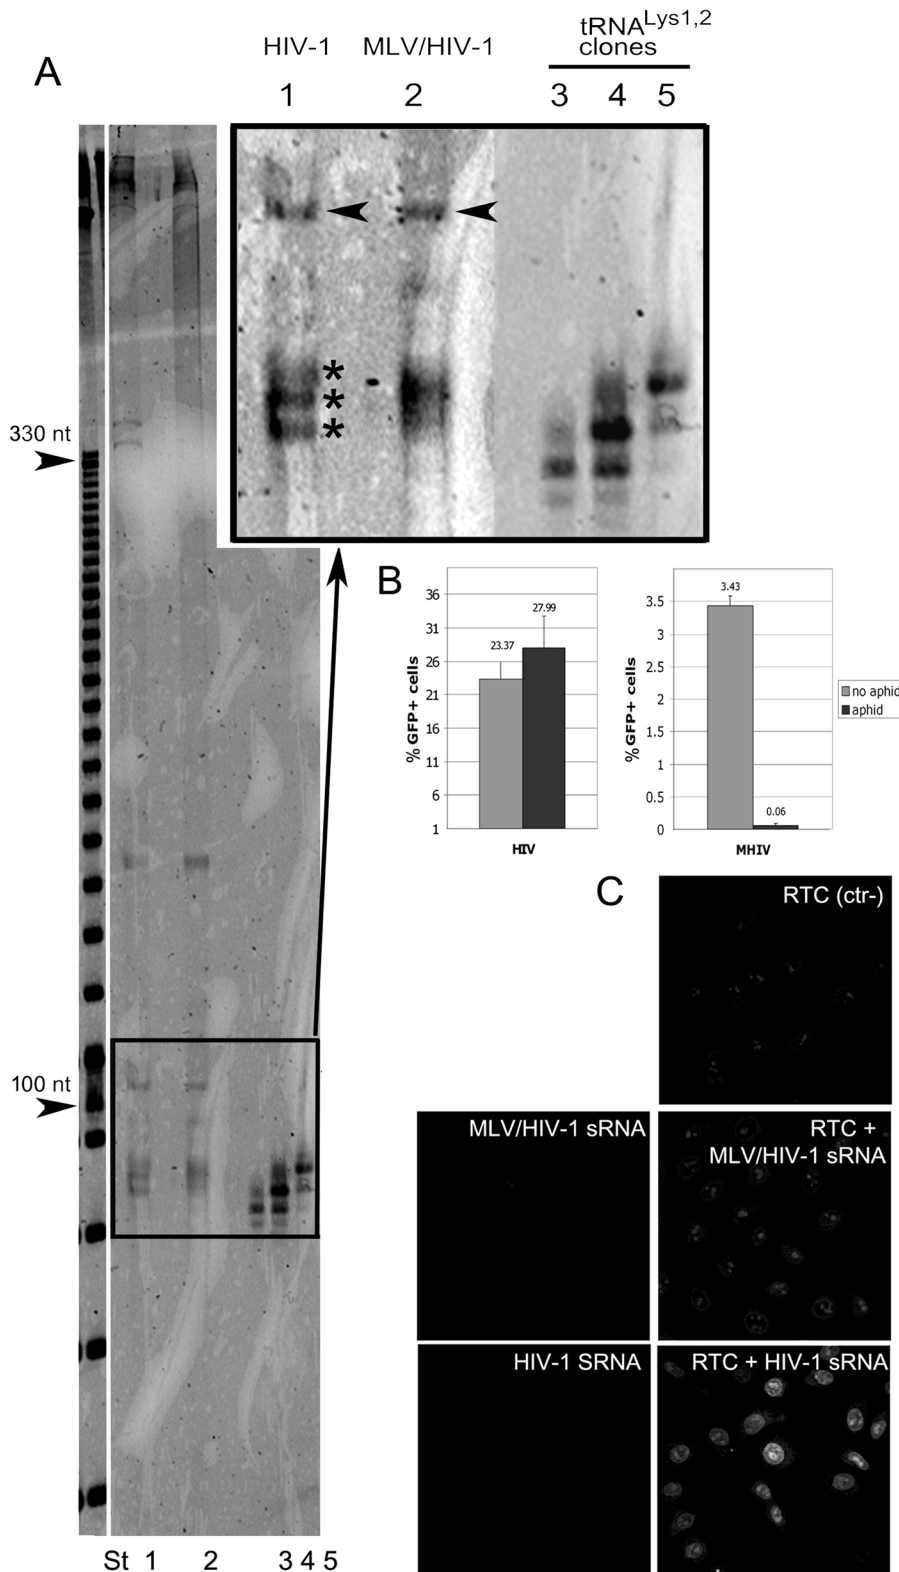 A
HIV-1
MLV/HIV-1
tRNALys1,2
clones
1
2
3
4
5
*
*
*
330 nt
100 nt
St
1
2
3
4
5
B
36
31
26
21
16
11
6
1
% GFP+ cells
23.37
27.99
HIV
3.5
3
2.5
2
1.5
1
0.5
0
% GFP+ cells
3.43
0.06
MHIV
no aphid
aphid
C
RTC (ctr-)
MLV/HIV-1 sRNA
RTC +
MLV/HIV-1 sRNA
HIV-1 SRNA
RTC + HIV-1 sRNA